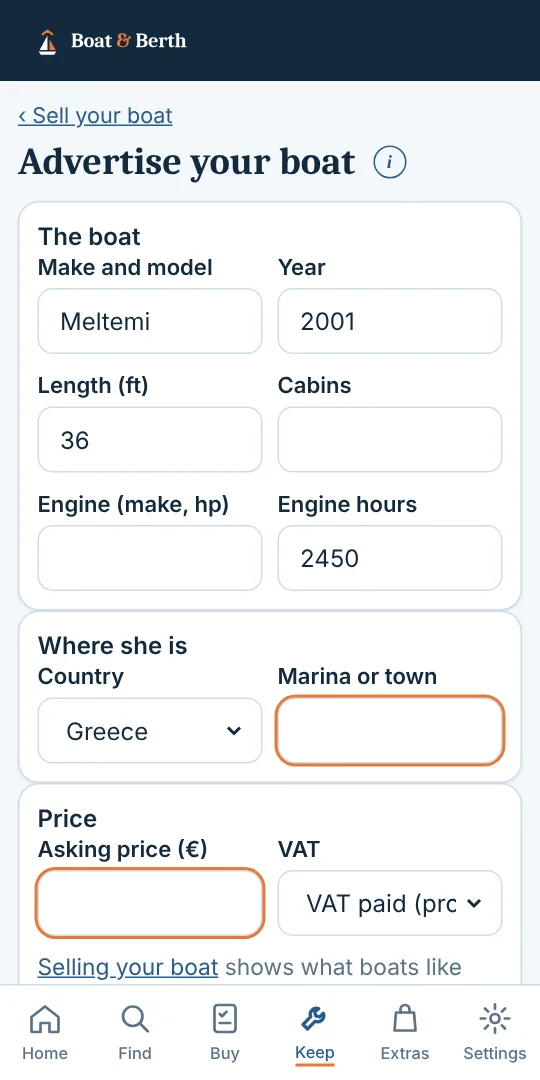 Boat & Berth
‹ Sell your boat
Advertise your boat i
The boat
Make and model Year
Meltemi 2001
Length (ft) Cabins
36
Engine (make, hp) Engine hours
2450
Where she is
Country Marina or town
Greece
Price
Asking price (€) VAT
VAT paid (pro
Selling your boat shows what boats like
Home Find Buy Keep Extras Settings